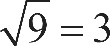 √9 = 3